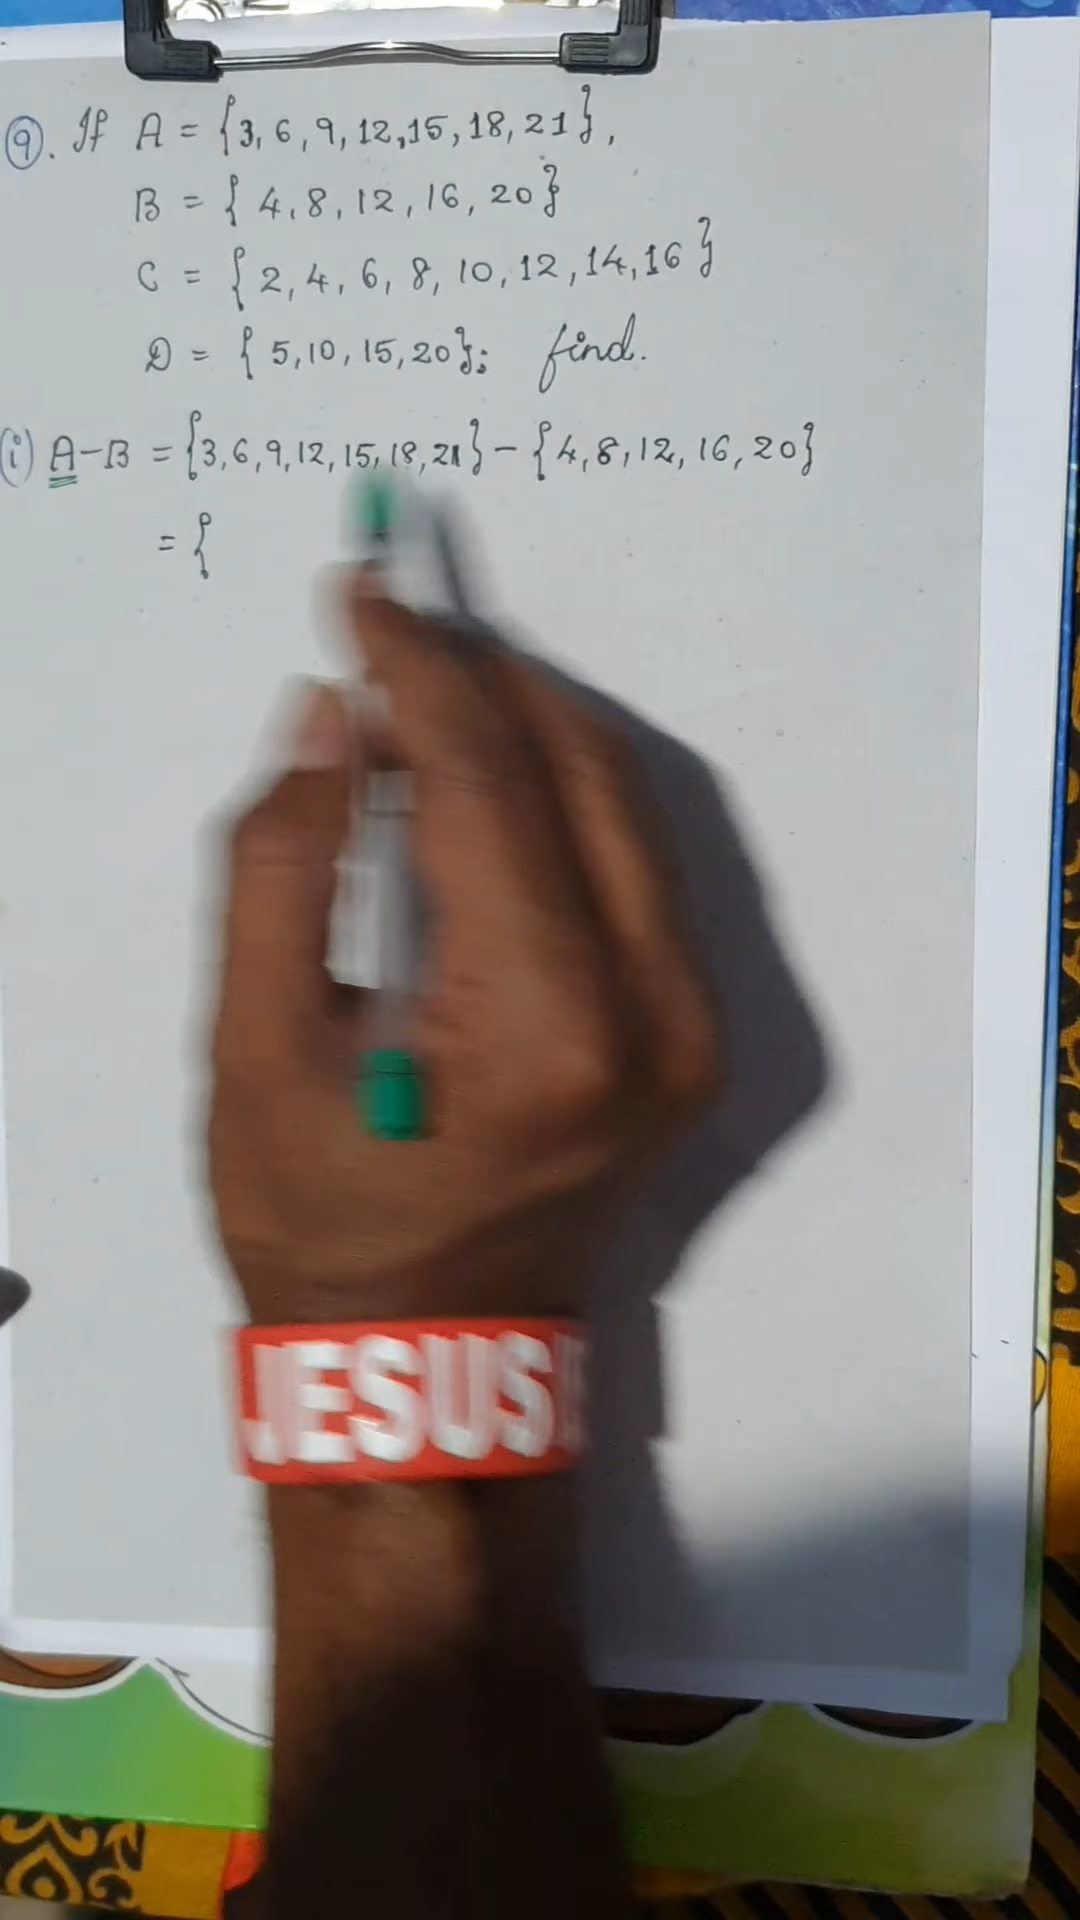 9. If A = {3, 6, 9, 12, 15, 18, 21},
B = {4, 8, 12, 16, 20}
C = {2, 4, 6, 8, 10, 12, 14, 16}
D = {5, 10, 15, 20}; find.
(i) A-B = {3, 6, 9, 12, 15, 18, 21} - {4, 8, 12, 16, 20}
= {
JESUS